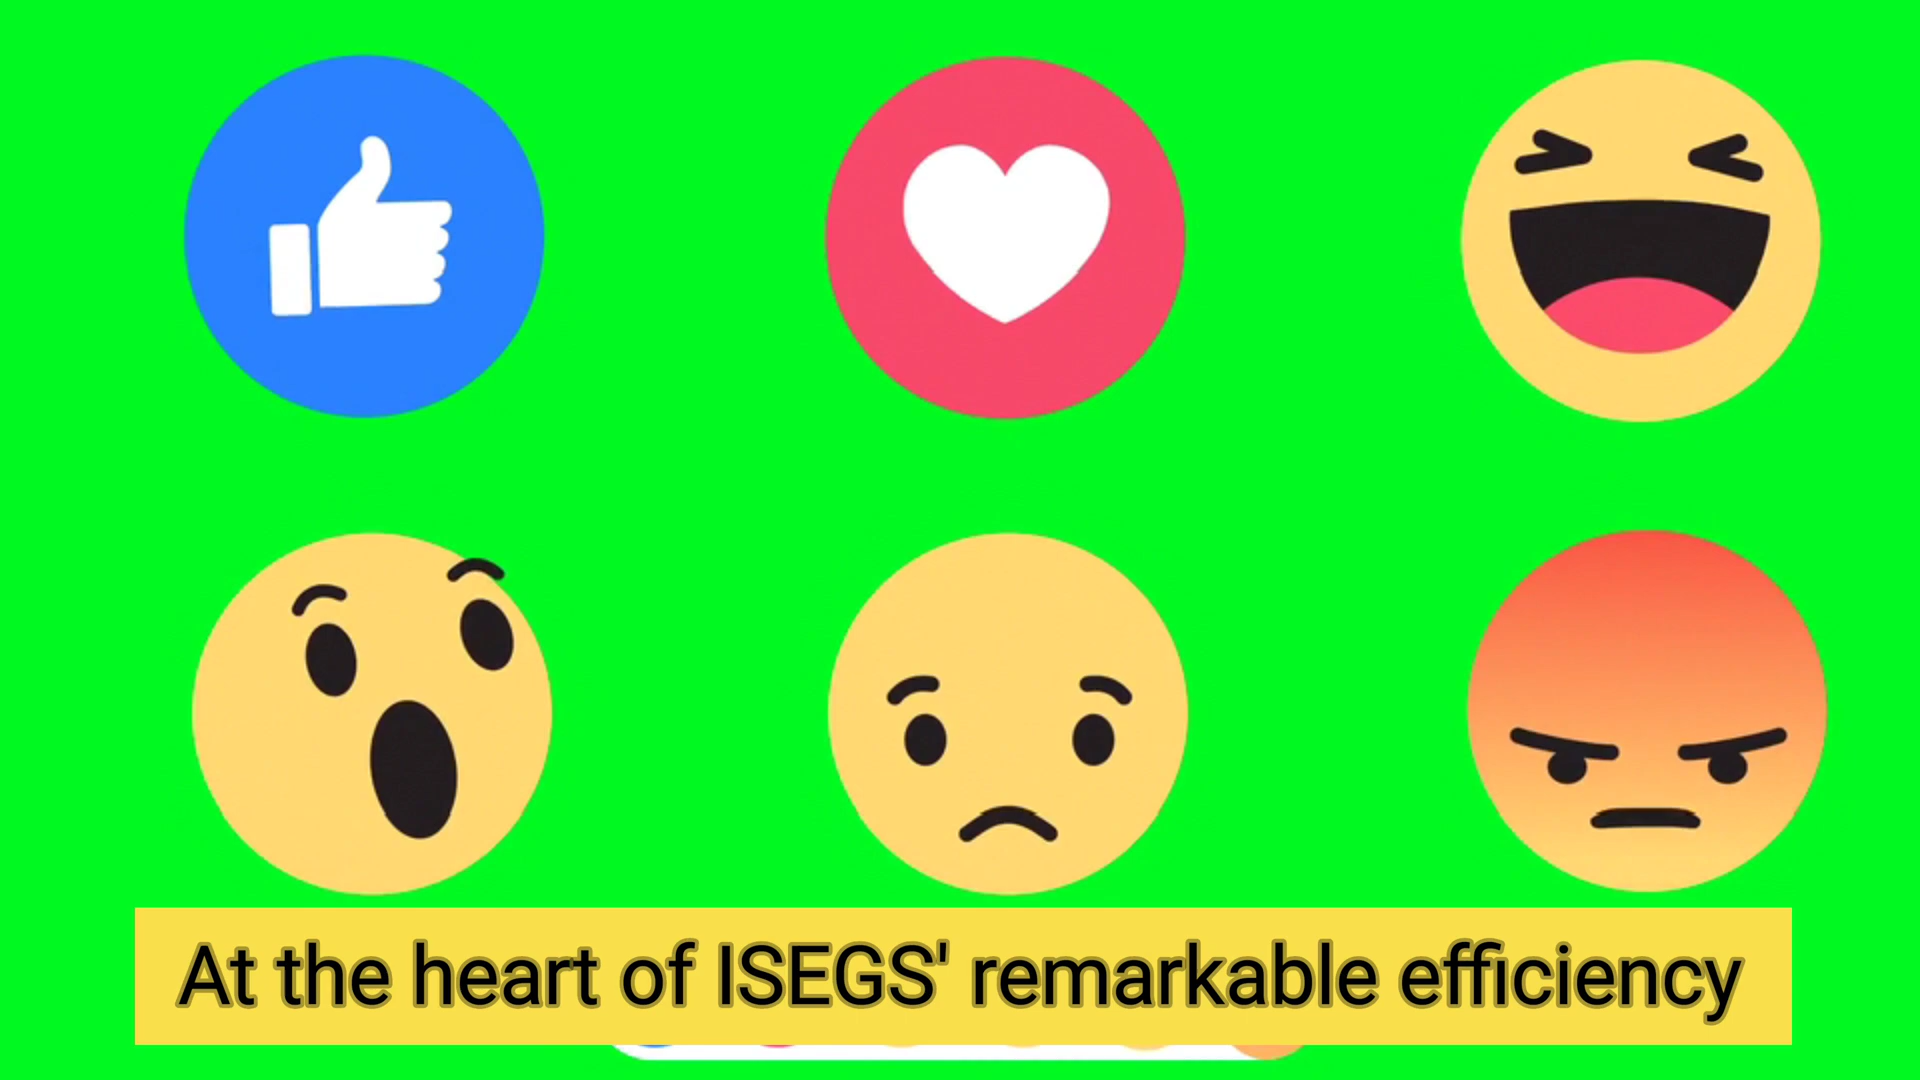 At the heart of ISEGS' remarkable efficiency